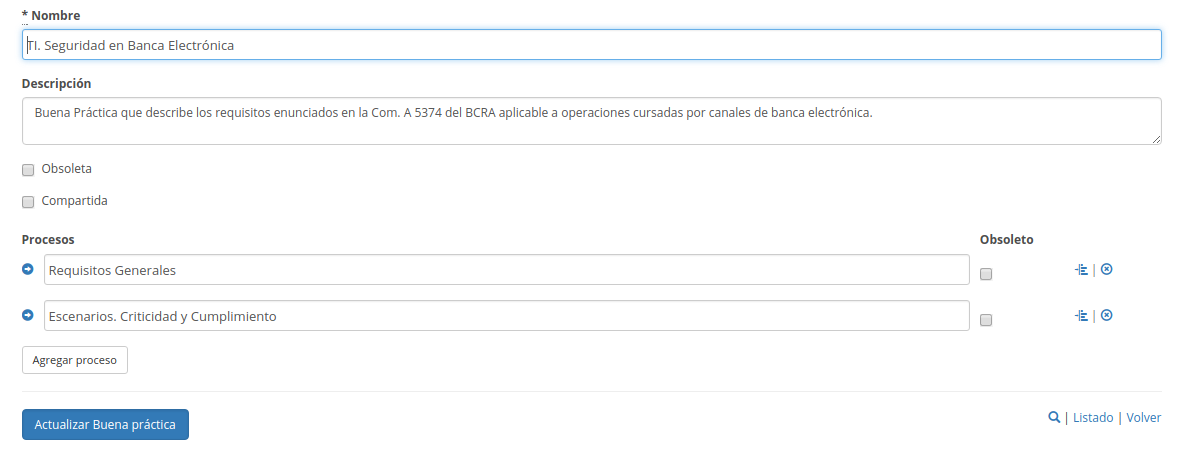 * Nombre
TI. Seguridad en Banca Electrónica
Descripción
Buena Práctica que describe los requisitos enunciados en la Com. A 5374 del BCRA aplicable a operaciones cursadas por canales de banca electrónica.
Obsoleta
Compartida
Procesos Obsoleto
Requisitos Generales
|
Escenarios. Criticidad y Cumplimiento
|
Agregar proceso
Actualizar Buena práctica
| Listado | Volver